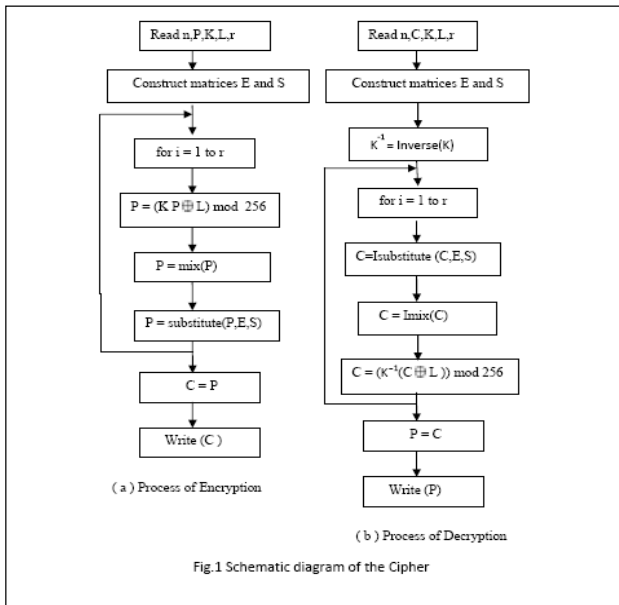 Read n,P,K,L,r
Construct matrices E and S
for i = 1 to r
P = (K P⊕L) mod 256
P = mix(P)
P = substitute(P,E,S)
C = P
Write (C )
( a ) Process of Encryption
Read n,C,K,L,r
Construct matrices E and S
K⁻¹ = Inverse(K)
for i = 1 to r
C=Isubstitute (C,E,S)
C = Imix(C)
C = (K⁻¹(C⊕L )) mod 256
P = C
Write (P)
( b ) Process of Decryption
Fig.1 Schematic diagram of the Cipher